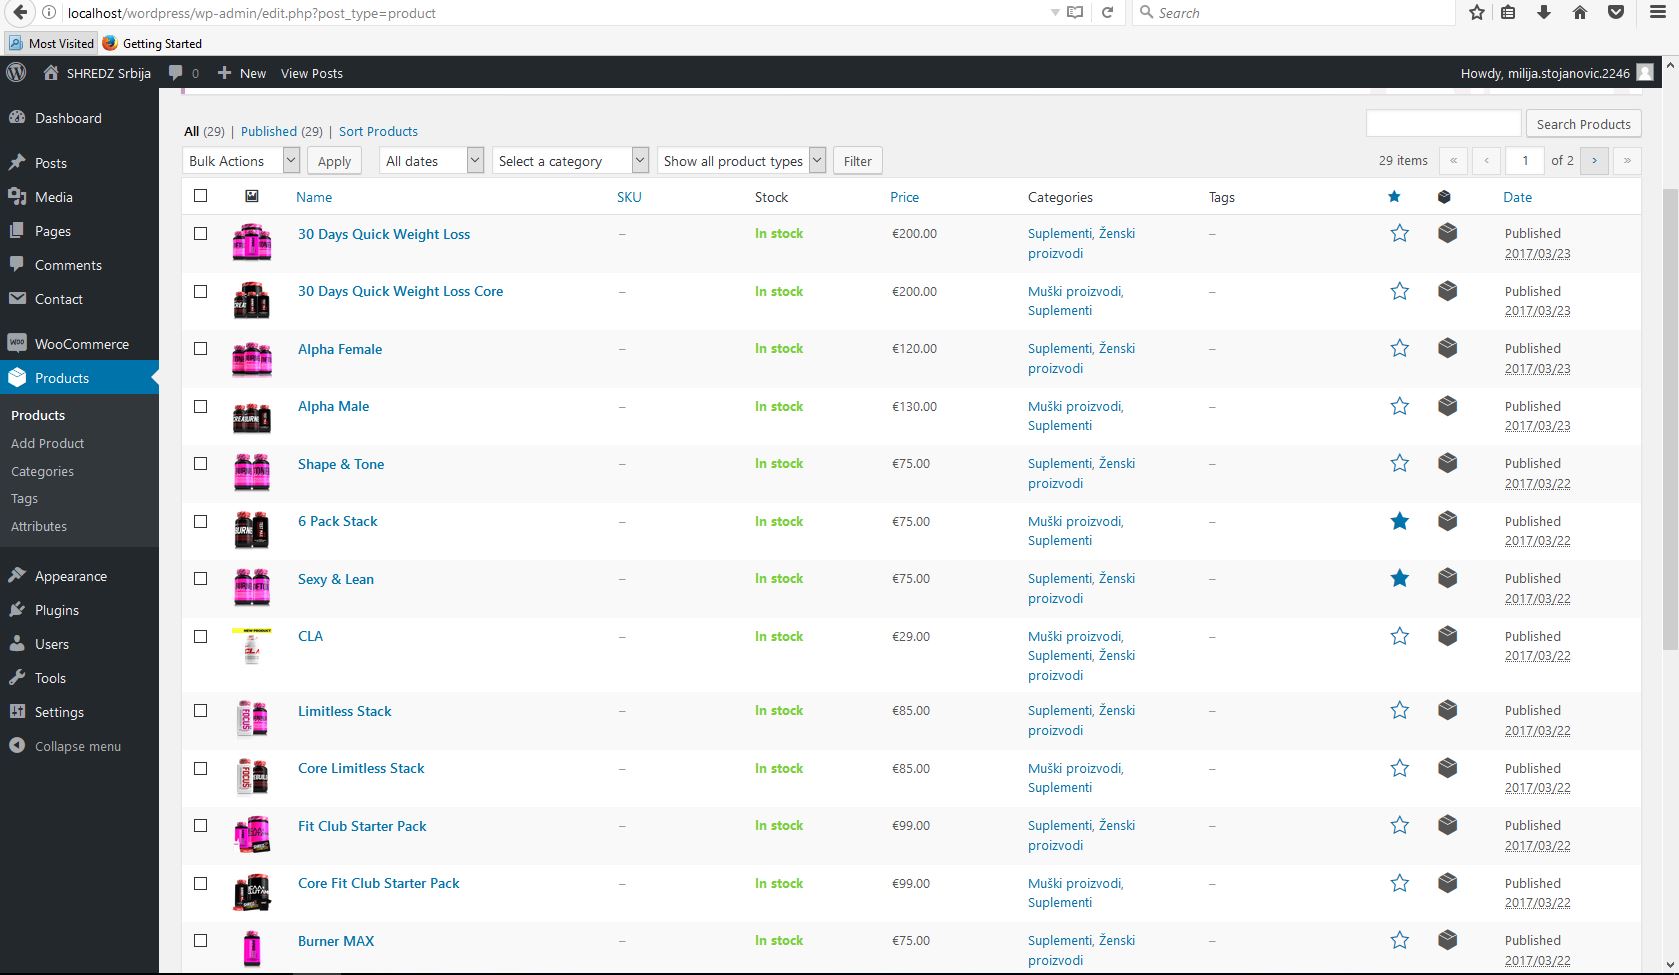 localhost/wordpress/wp-admin/edit.php?post_type=product
Search
Most Visited
Getting Started
SHREDZ Srbija
0
New
View Posts
Howdy, milija.stojanovic.2246
Dashboard
Posts
Media
Pages
Comments
Contact
WooCommerce
Products
Products
Add Product
Categories
Tags
Attributes
Appearance
Plugins
Users
Tools
Settings
Collapse menu
All (29) | Published (29) | Sort Products
Search Products
Bulk Actions
Apply
All dates
Select a category
Show all product types
Filter
29 items « ‹ 1 of 2 › »
Name SKU Stock Price Categories Tags Date
30 Days Quick Weight Loss – In stock €200.00 Suplementi, Ženski – Published
proizvodi 2017/03/23
30 Days Quick Weight Loss Core – In stock €200.00 Muški proizvodi, – Published
Suplementi 2017/03/23
Alpha Female – In stock €120.00 Suplementi, Ženski – Published
proizvodi 2017/03/23
Alpha Male – In stock €130.00 Muški proizvodi, – Published
Suplementi 2017/03/23
Shape & Tone – In stock €75.00 Suplementi, Ženski – Published
proizvodi 2017/03/22
6 Pack Stack – In stock €75.00 Muški proizvodi, – Published
Suplementi 2017/03/22
Sexy & Lean – In stock €75.00 Suplementi, Ženski – Published
proizvodi 2017/03/22
CLA – In stock €29.00 Muški proizvodi, – Published
Suplementi, Ženski 2017/03/22
proizvodi
Limitless Stack – In stock €85.00 Suplementi, Ženski – Published
proizvodi 2017/03/22
Core Limitless Stack – In stock €85.00 Muški proizvodi, – Published
Suplementi 2017/03/22
Fit Club Starter Pack – In stock €99.00 Suplementi, Ženski – Published
proizvodi 2017/03/22
Core Fit Club Starter Pack – In stock €99.00 Muški proizvodi, – Published
Suplementi 2017/03/22
Burner MAX – In stock €75.00 Suplementi, Ženski – Published
proizvodi 2017/03/22